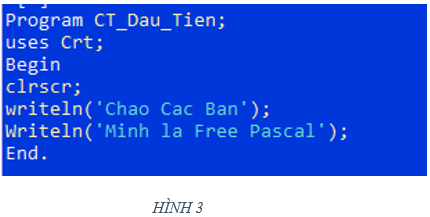 Program CT_Dau_Tien;
uses Crt;
Begin
clrscr;
writeln('Chao Cac Ban');
Writeln('Minh la Free Pascal');
End.
HÌNH 3